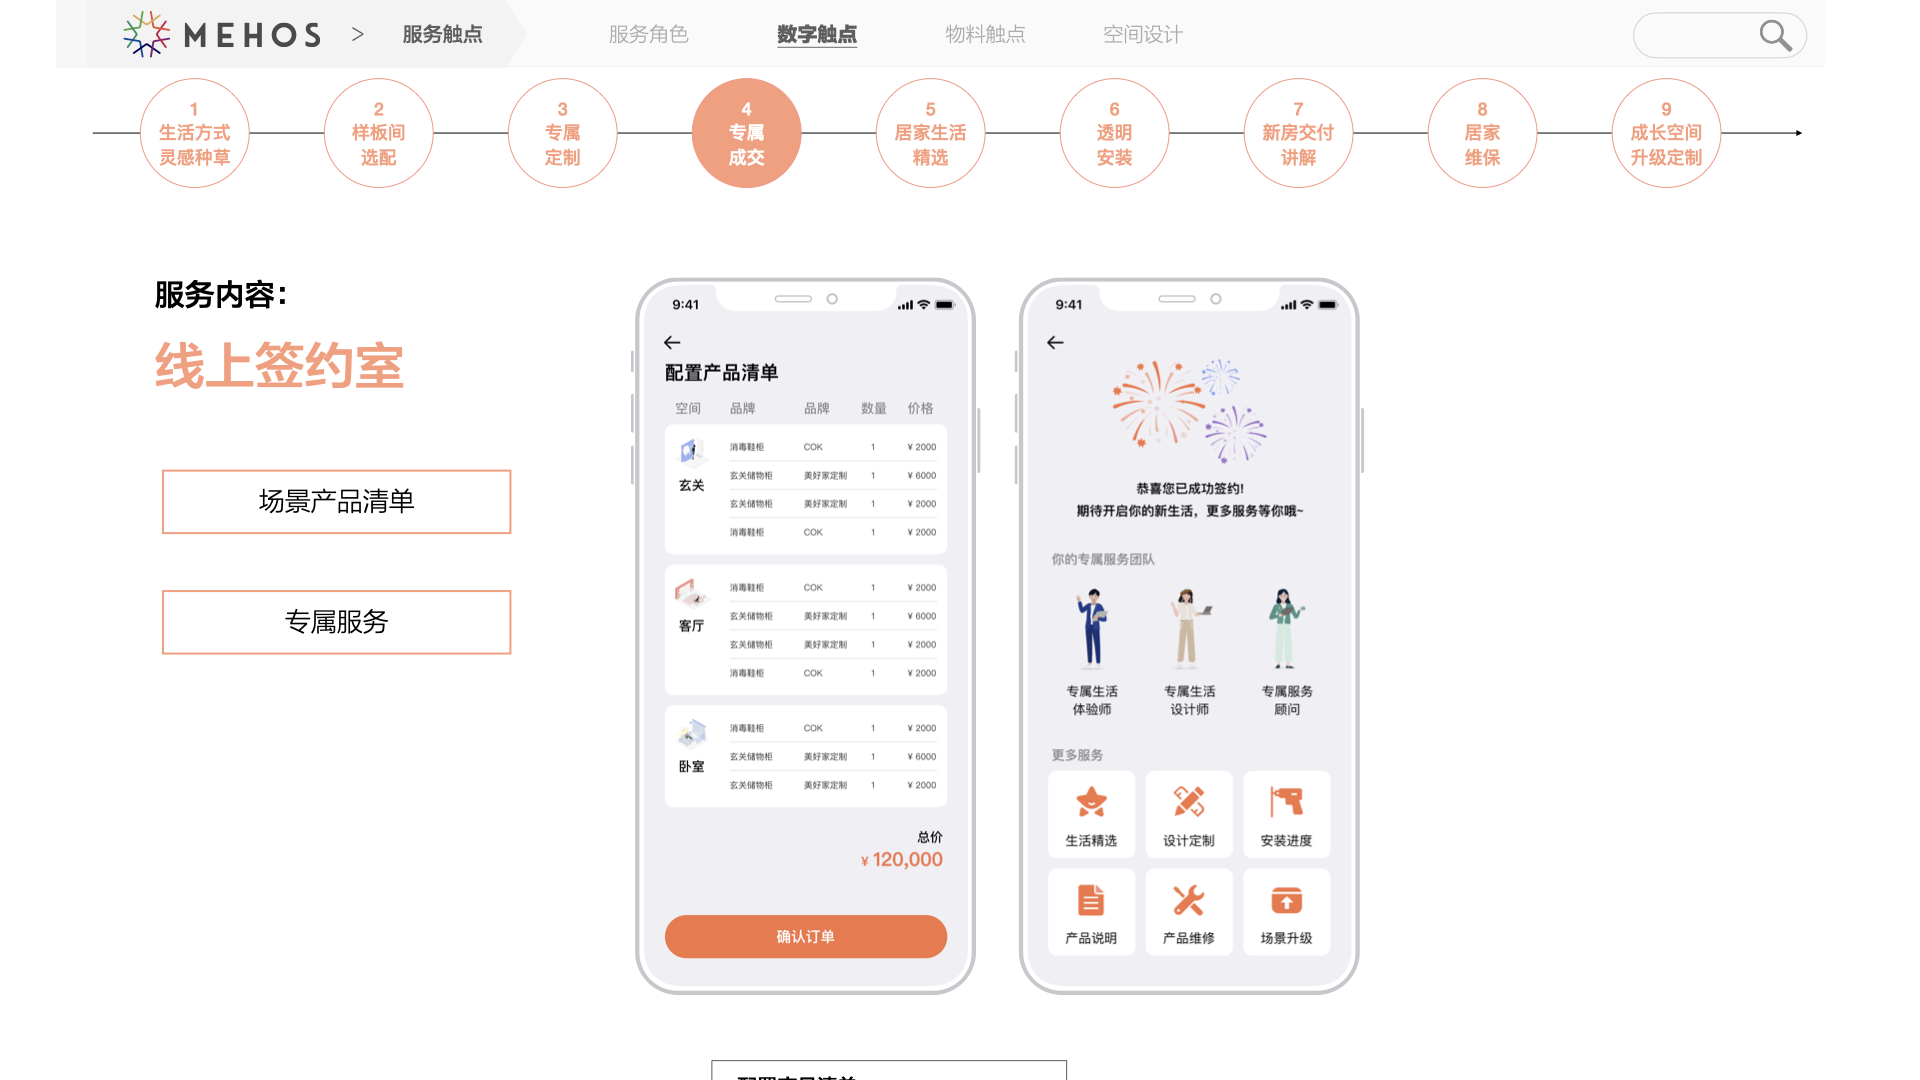 MEHOS > 服务触点 服务角色 数字触点 物料触点 空间设计
1
生活方式
灵感种草
2
样板间
选配
3
专属
定制
4
专属
成交
5
居家生活
精选
6
透明
安装
7
新房交付
讲解
8
居家
维保
9
成长空间
升级定制
服务内容：
线上签约室
场景产品清单
专属服务
9:41
配置产品清单
空间 品牌 品牌 数量 价格
玄关
消毒鞋柜 COK 1 ¥ 2000
玄关储物柜 美好家定制 1 ¥ 6000
玄关储物柜 美好家定制 1 ¥ 2000
消毒鞋柜 COK 1 ¥ 2000
客厅
消毒鞋柜 COK 1 ¥ 2000
玄关储物柜 美好家定制 1 ¥ 6000
玄关储物柜 美好家定制 1 ¥ 2000
消毒鞋柜 COK 1 ¥ 2000
卧室
消毒鞋柜 COK 1 ¥ 2000
玄关储物柜 美好家定制 1 ¥ 6000
玄关储物柜 美好家定制 1 ¥ 2000
总价
¥ 120,000
确认订单
9:41
恭喜您已成功签约!
期待开启你的新生活，更多服务等你哦~
你的专属服务团队
专属生活
体验师
专属生活
设计师
专属服务
顾问
更多服务
生活精选 设计定制 安装进度
产品说明 产品维修 场景升级
配置产品清单